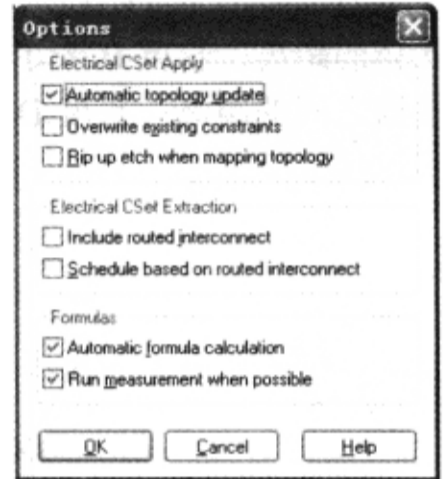 Options
Electrical CSet Apply
Automatic topology update
Overwrite existing constraints
Rip up etch when mapping topology
Electrical CSet Extraction
Include routed interconnect
Schedule based on routed interconnect
Formulas
Automatic formula calculation
Run measurement when possible
OK Cancel Help